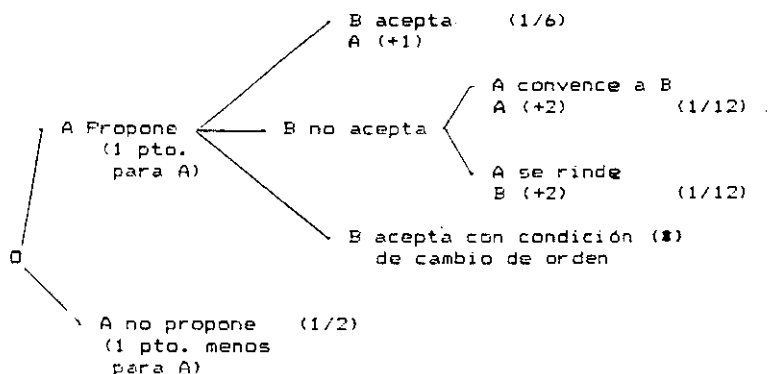 B acepta (1/6)
A (+1)
A convence a B
A (+2) (1/12)
A Propone
(1 pto.
para A)
B no acepta
A se rinde
B (+2) (1/12)
B acepta con condición (*)
de cambio de orden
O
A no propone (1/2)
(1 pto. menos
para A)